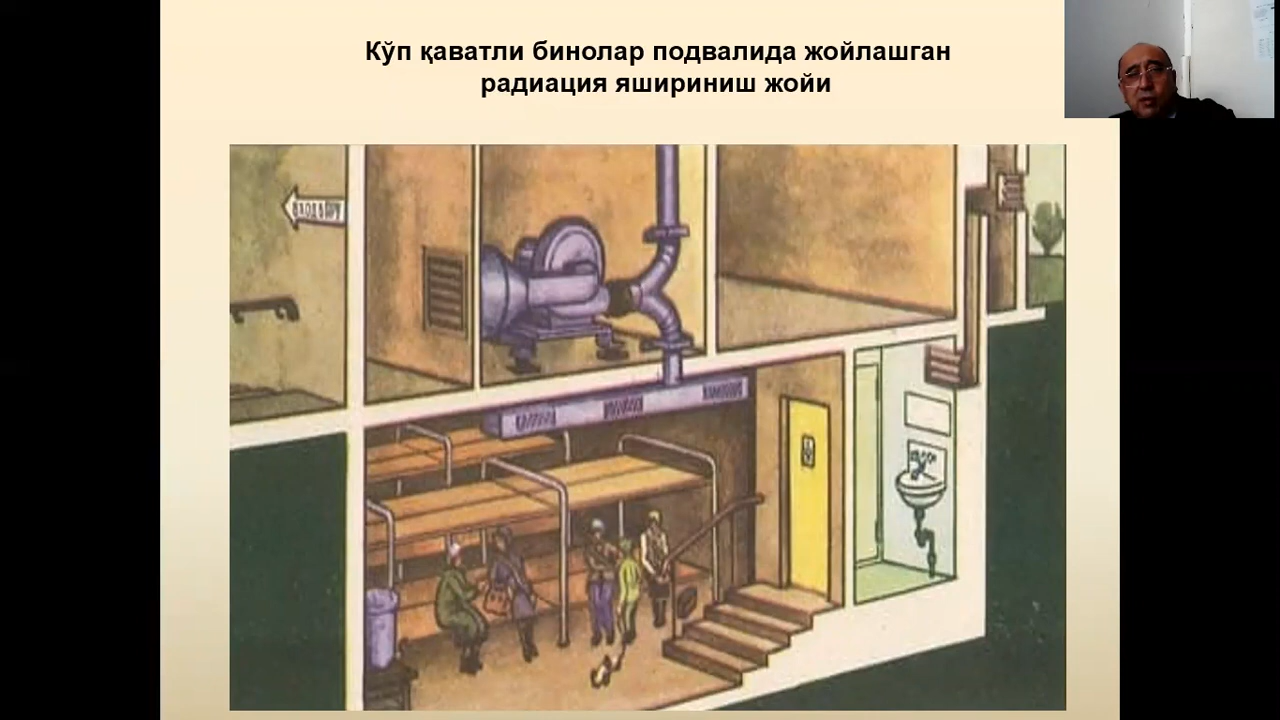 Кўп қаватли бинолар подвалида жойлашган
радиация яшириниш жойи